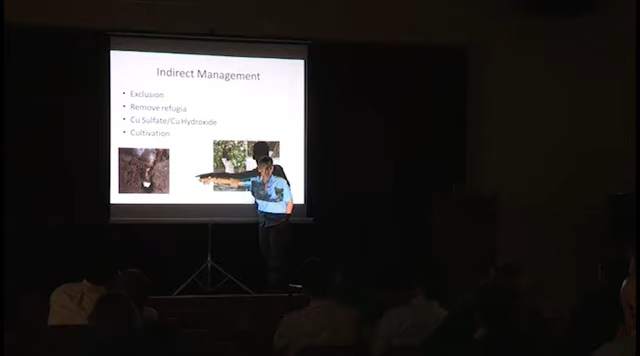 Indirect Management
• Exclusion
• Remove refugia
• Cu Sulfate/Cu Hydroxide
• Cultivation